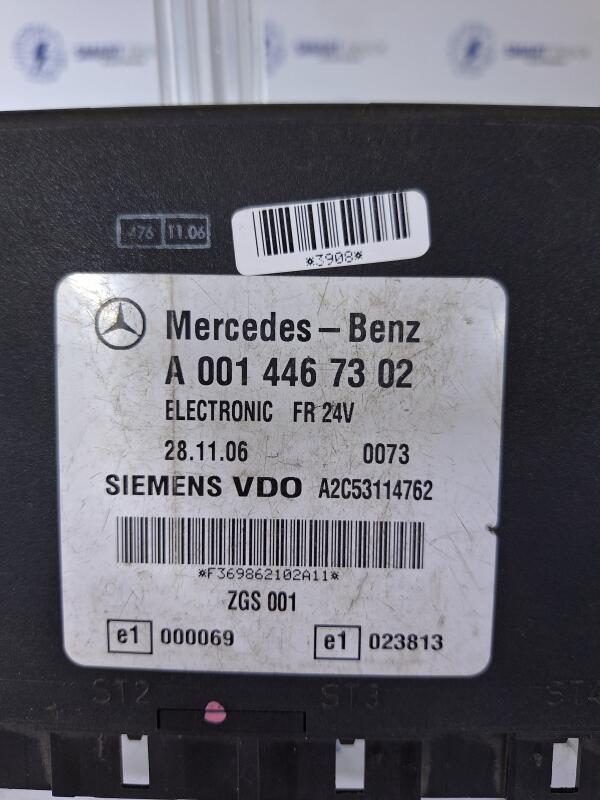 476 11.06
*3908*
Mercedes-Benz
A 001 446 73 02
ELECTRONIC FR 24V
28.11.06 0073
SIEMENS VDO A2C53114762
*F369862102A11*
ZGS 001
e1 000069 e1 023813
ST2 ST3 ST4